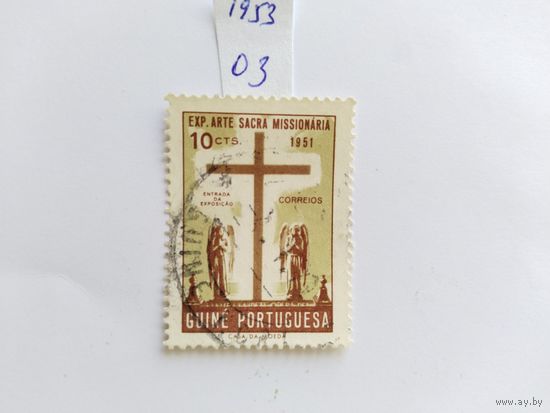 1953
03
EXP. ARTE SACRA MISSIONÁRIA
10 CTS. 1951
ENTRADA
DA
EXPOSIÇÃO
CORREIOS
GUINÉ PORTUGUESA
CASA DA MOEDA
www.ay.by